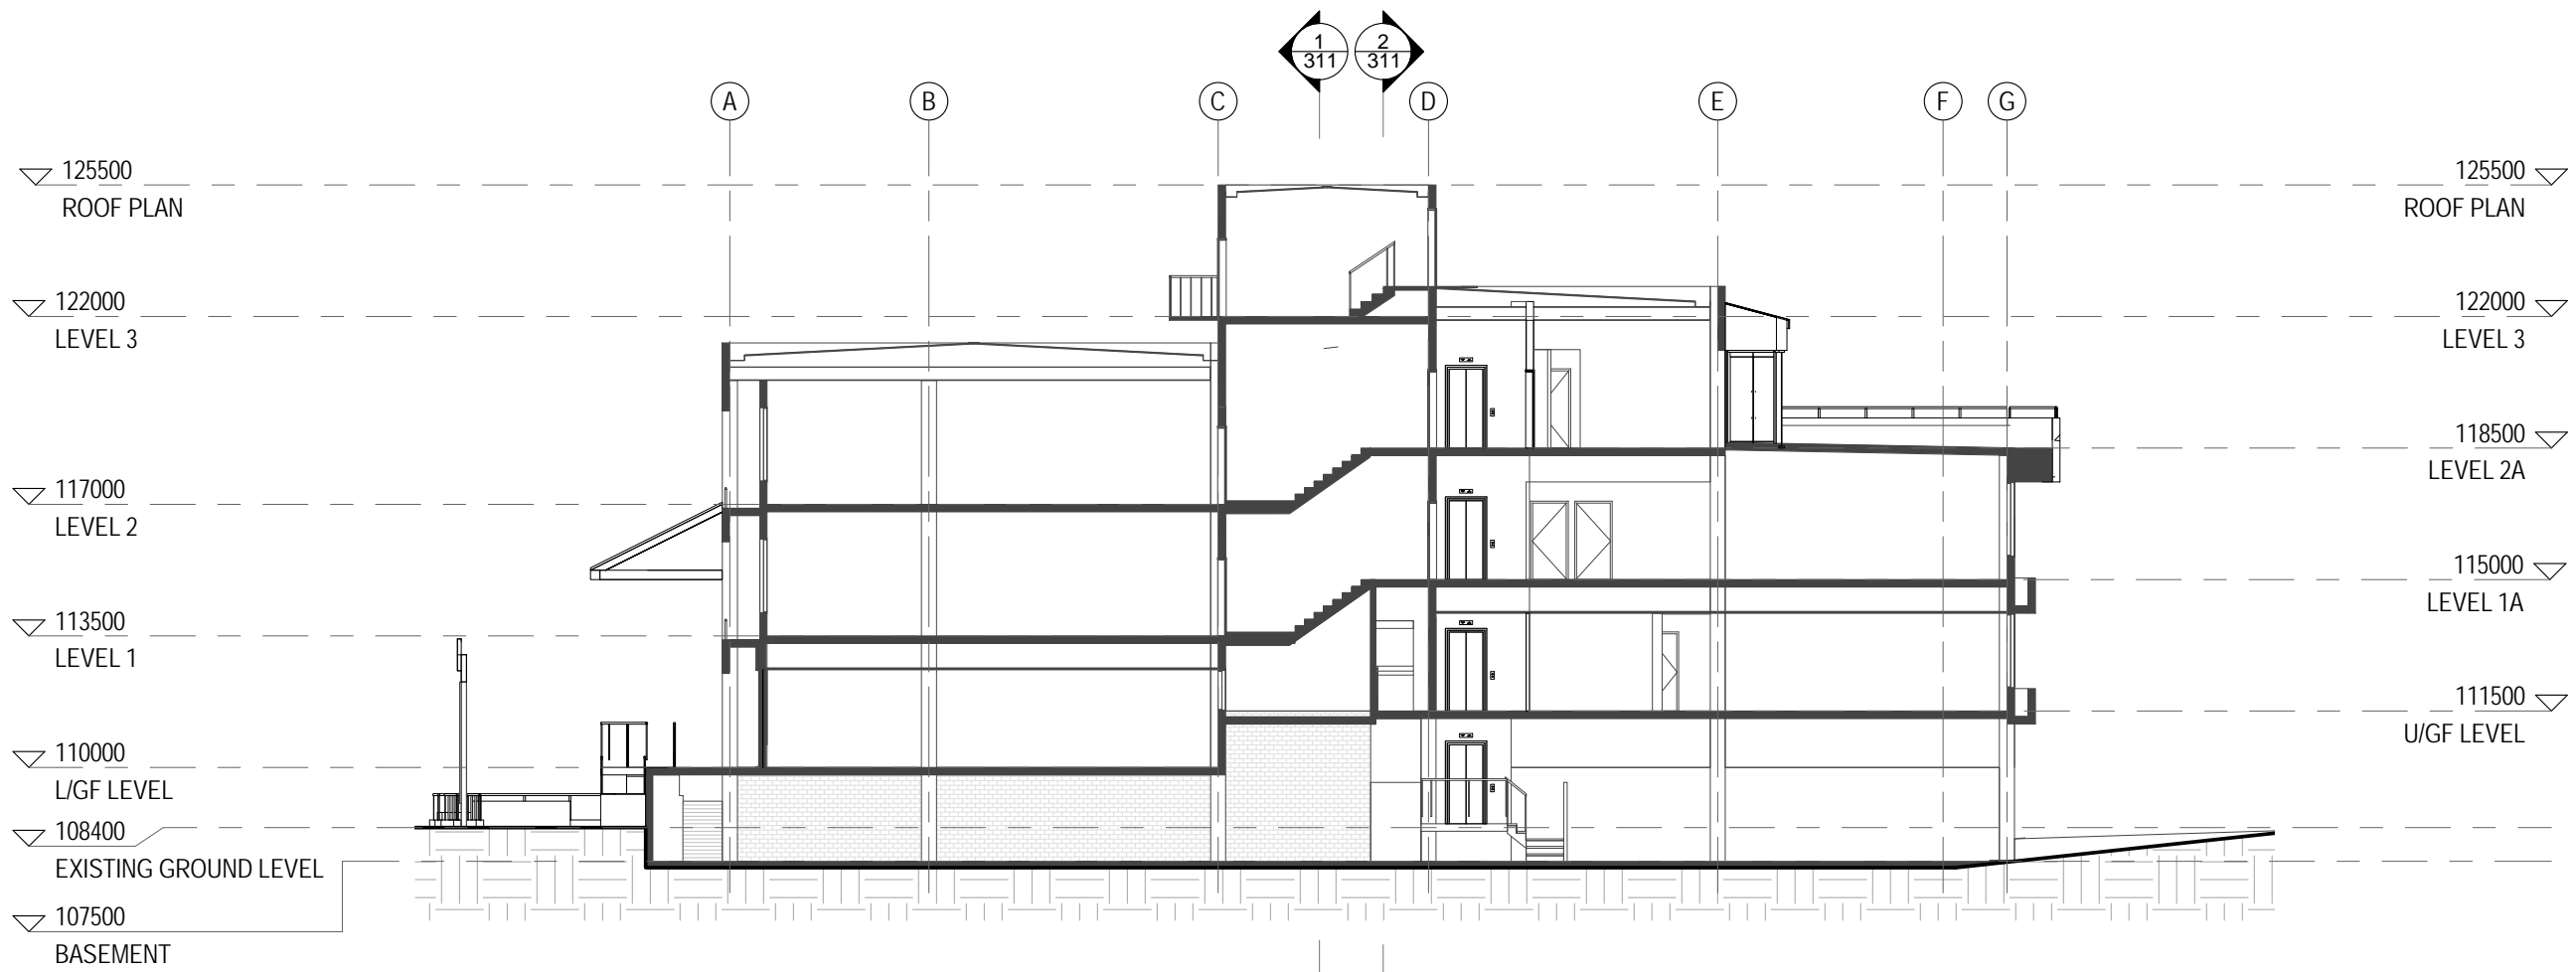 1
311
2
311
A
B
C
D
E
F
G
125500
ROOF PLAN
125500
ROOF PLAN
122000
LEVEL 3
122000
LEVEL 3
118500
LEVEL 2A
117000
LEVEL 2
115000
LEVEL 1A
113500
LEVEL 1
111500
U/GF LEVEL
110000
L/GF LEVEL
108400
EXISTING GROUND LEVEL
107500
BASEMENT